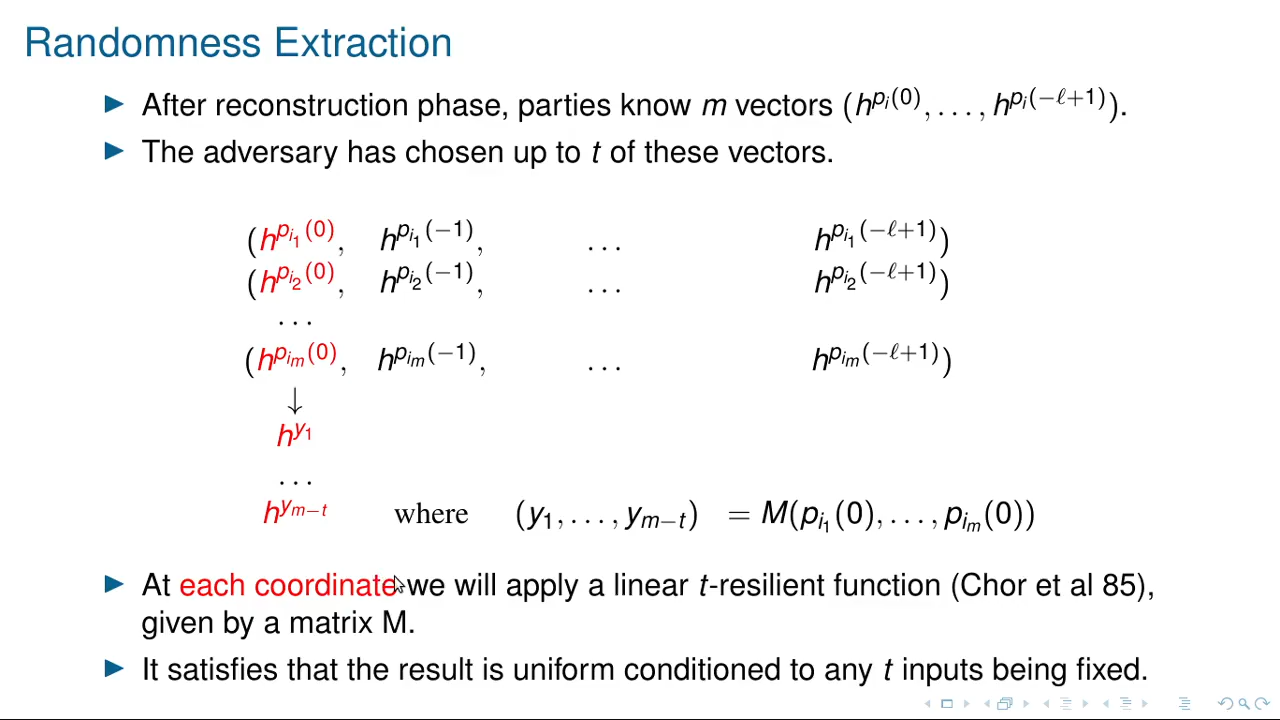 Randomness Extraction
▶ After reconstruction phase, parties know m vectors (h^{p_i(0)}, . . . , h^{p_i(−ℓ+1)}).
▶ The adversary has chosen up to t of these vectors.
(h^{p_{i_1}(0)}, h^{p_{i_1}(−1)}, . . . h^{p_{i_1}(−ℓ+1)})
(h^{p_{i_2}(0)}, h^{p_{i_2}(−1)}, . . . h^{p_{i_2}(−ℓ+1)})
. . .
(h^{p_{i_m}(0)}, h^{p_{i_m}(−1)}, . . . h^{p_{i_m}(−ℓ+1)})
↓
h^{y_1}
. . .
h^{y_{m−t}} where (y_1, . . . , y_{m−t}) = M(p_{i_1}(0), . . . , p_{i_m}(0))
▶ At each coordinate we will apply a linear t-resilient function (Chor et al 85),
given by a matrix M.
▶ It satisfies that the result is uniform conditioned to any t inputs being fixed.